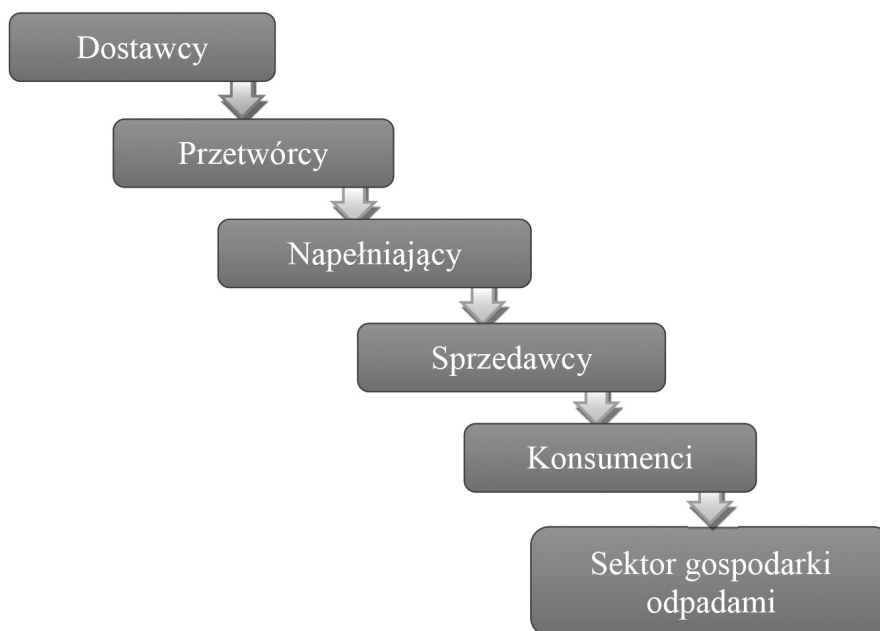 Dostawcy
Przetwórcy
Napełniający
Sprzedawcy
Konsumenci
Sektor gospodarki
odpadami